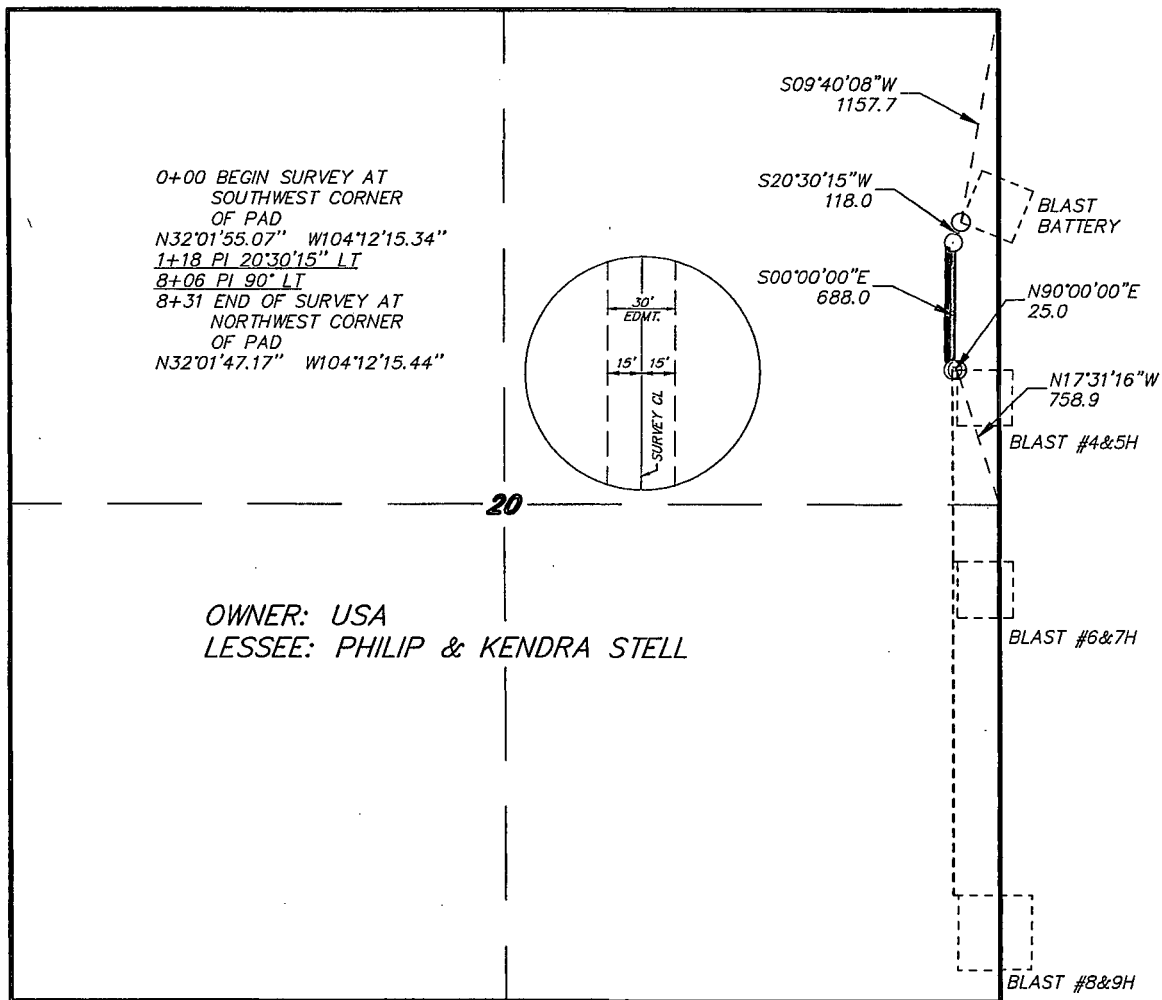 0+00 BEGIN SURVEY AT
SOUTHWEST CORNER
OF PAD
N32°01'55.07" W104°12'15.34"
1+18 PI 20°30'15" LT
8+06 PI 90° LT
8+31 END OF SURVEY AT
NORTHWEST CORNER
OF PAD
N32°01'47.17" W104°12'15.44"
S09°40'08"W
1157.7
S20°30'15"W
118.0
BLAST
BATTERY
S00°00'00"E
688.0
N90°00'00"E
25.0
N17°31'16"W
758.9
BLAST #4&5H
30'
EDMT.
15' 15'
SURVEY CL
20
OWNER: USA
LESSEE: PHILIP & KENDRA STELL
BLAST #6&7H
BLAST #8&9H